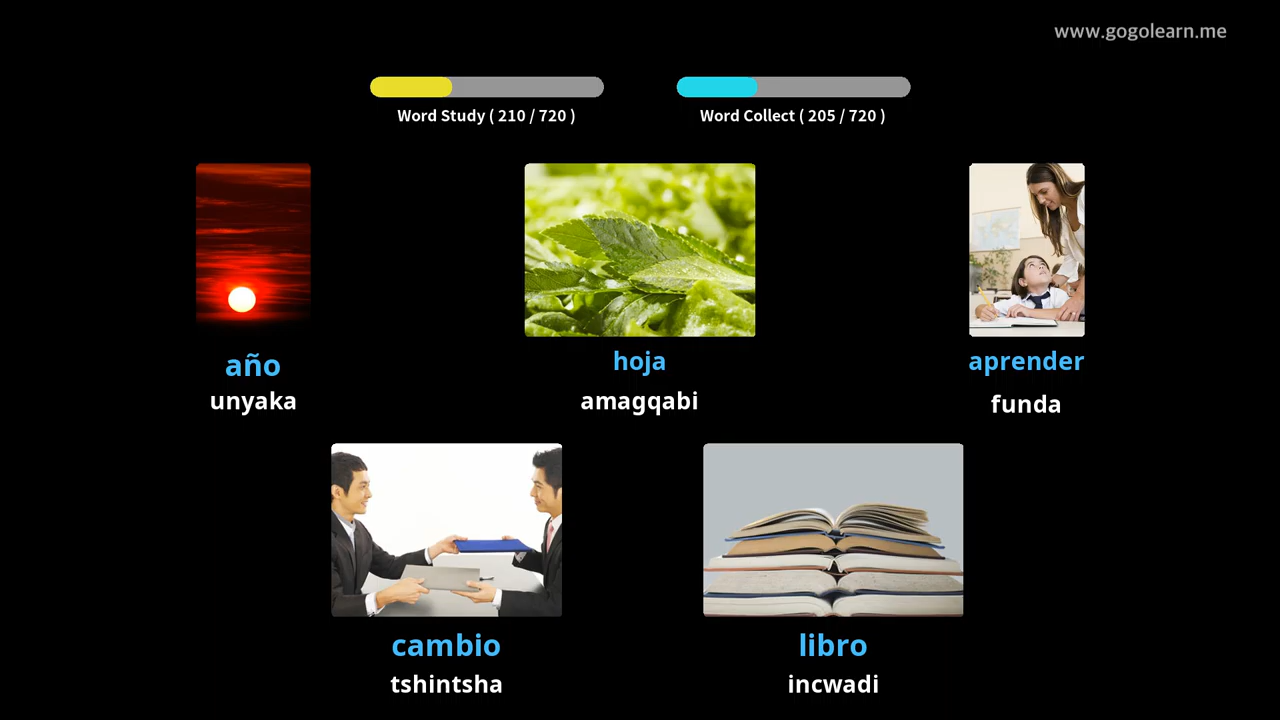 www.gogolearn.me
Word Study ( 210 / 720 )
Word Collect ( 205 / 720 )
año
unyaka
hoja
amagqabi
aprender
funda
cambio
tshintsha
libro
incwadi